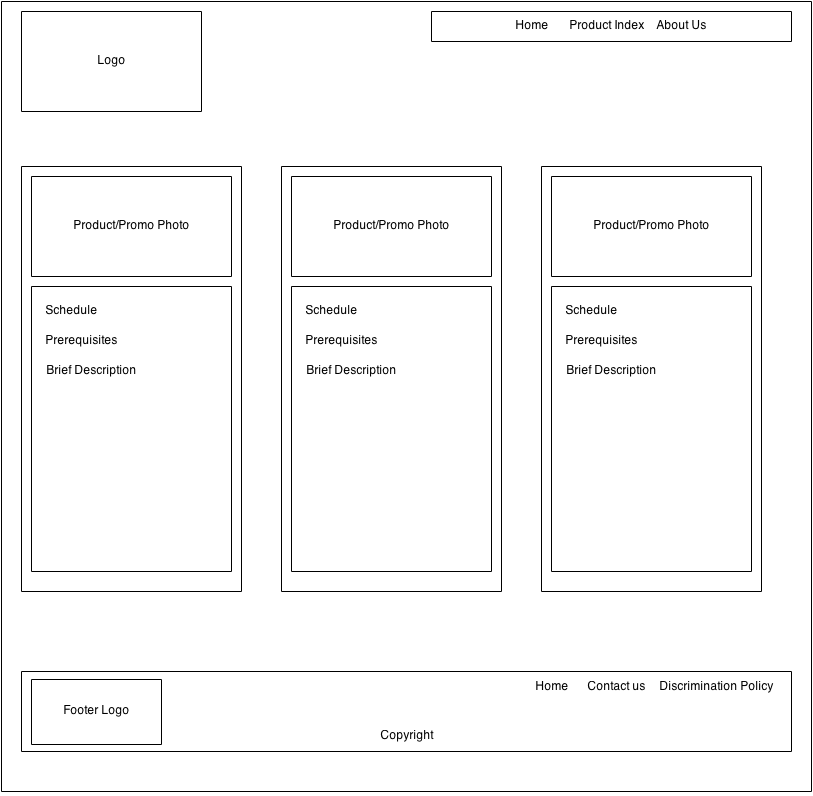 Logo
Home Product Index About Us
Product/Promo Photo Product/Promo Photo Product/Promo Photo
Schedule Schedule Schedule
Prerequisites Prerequisites Prerequisites
Brief Description Brief Description Brief Description
Footer Logo
Home Contact us Discrimination Policy
Copyright